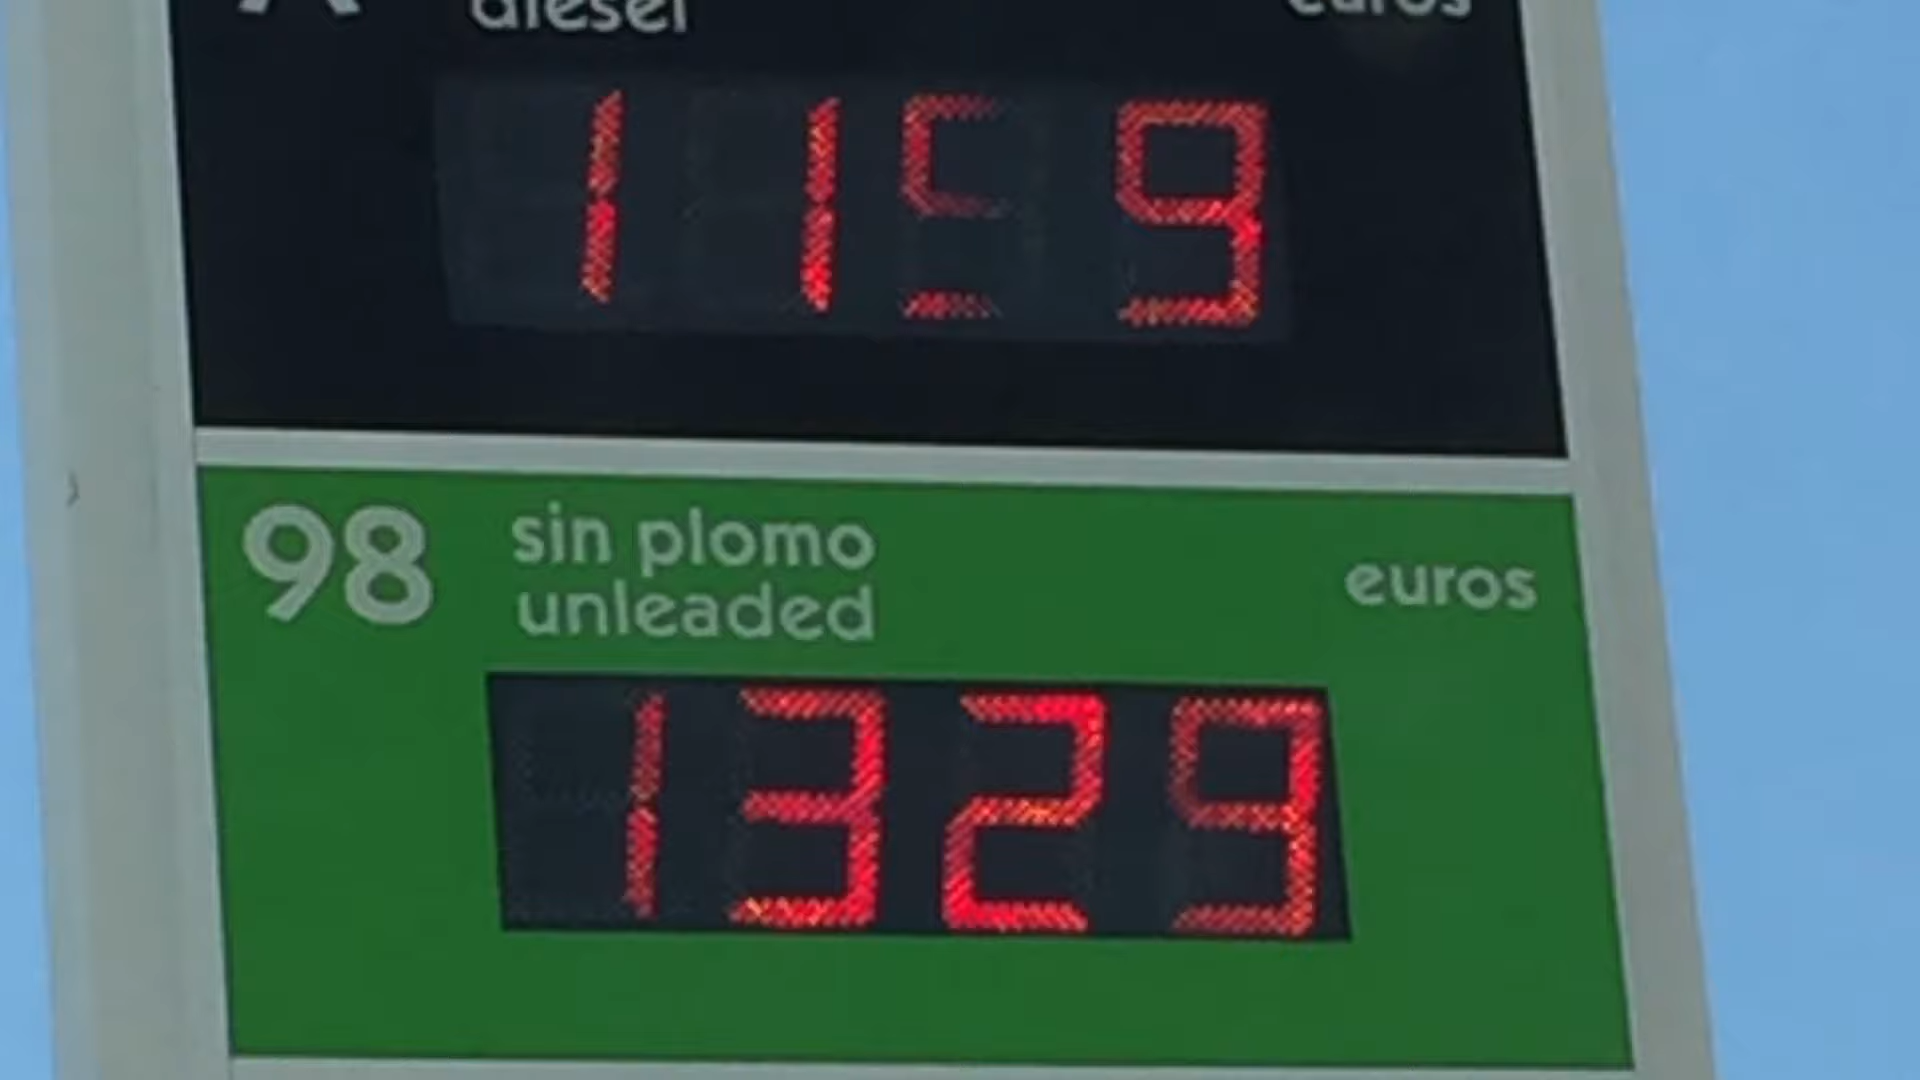 diesel euros
1159
98 sin plomo euros
unleaded
1329